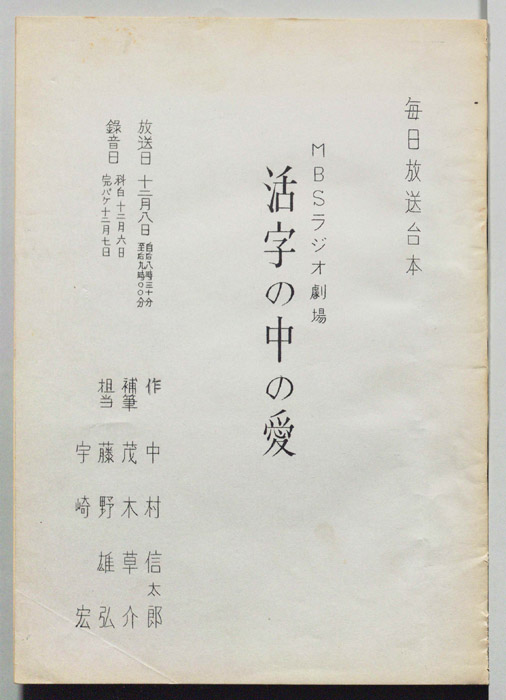 毎日放送台本
MBSラジオ劇場
活字の中の愛
放送日 十二月八日 自后八時三十分 至后九時00分
録音日 科白十二月六日 完パケ十二月七日
作 中村信太郎
補筆 茂木草介
担当 藤野雄弘
宇崎宏